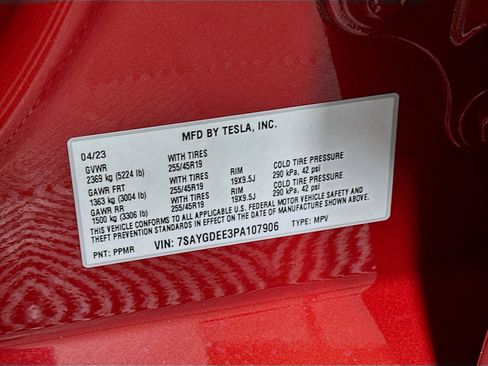 MFD BY TESLA, INC.
04/23
GVWR WITH TIRES COLD TIRE PRESSURE
2369 kg (5224 lb) 255/45R19 RIM 290 kPa, 42 psi
GAWR FRT WITH TIRES 19X9.5J COLD TIRE PRESSURE
1363 kg (3004 lb) 255/45R19 RIM 290 kPa, 42 psi
GAWR RR WITH TIRES 19X9.5J
1500 kg (3306 lb) 255/45R19
THIS VEHICLE CONFORMS TO ALL APPLICABLE U.S. FEDERAL MOTOR VEHICLE SAFETY AND
THEFT PREVENTION STANDARDS IN EFFECT ON THE DATE OF MANUFACTURE SHOWN ABOVE.
PNT: PPMR VIN: 7SAYGDEE3PA107906 TYPE: MPV